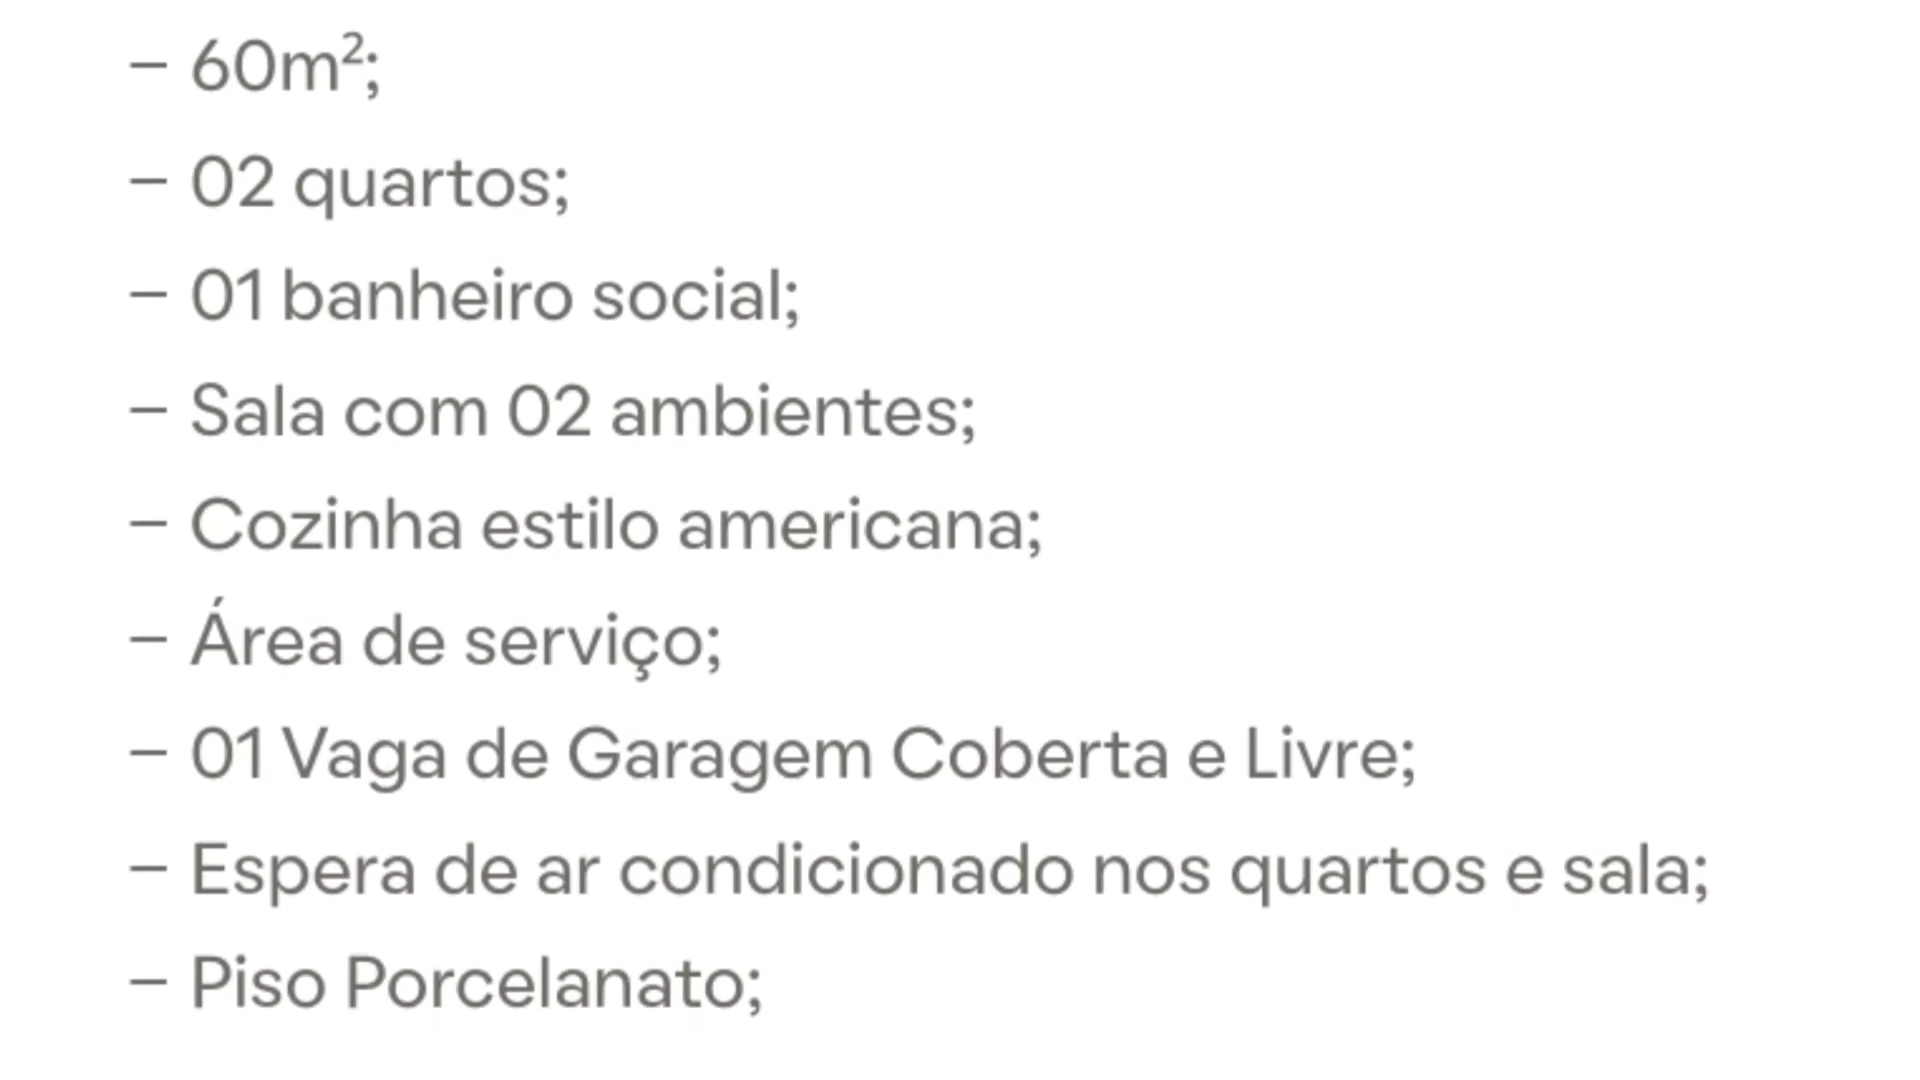 – 60m²;
– 02 quartos;
– 01 banheiro social;
– Sala com 02 ambientes;
– Cozinha estilo americana;
– Área de serviço;
– 01 Vaga de Garagem Coberta e Livre;
– Espera de ar condicionado nos quartos e sala;
– Piso Porcelanato;